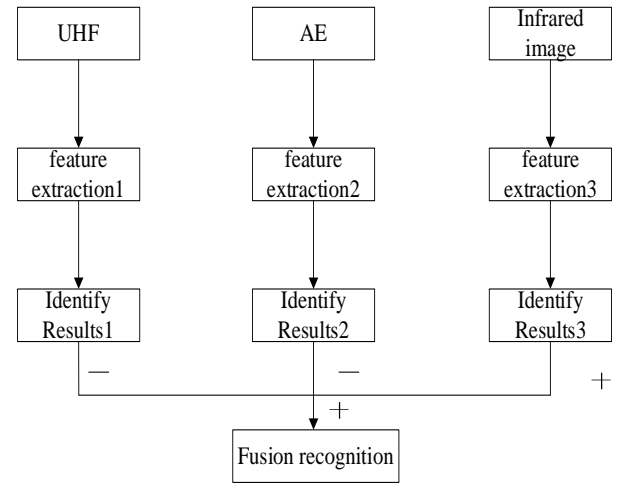 UHF
AE
Infrared
image
feature
extraction1
feature
extraction2
feature
extraction3
Identify
Results1
Identify
Results2
Identify
Results3
—
—
+
+
Fusion recognition